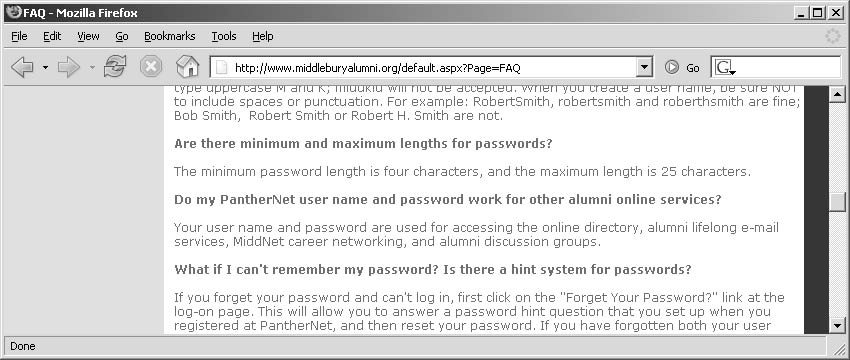 FAQ - Mozilla Firefox
File Edit View Go Bookmarks Tools Help
http://www.middleburyalumni.org/default.aspx?Page=FAQ Go G
type uppercase M and K; midd will not be accepted. When you create a user name, be sure NOT
to include spaces or punctuation. For example: RobertSmith, robertsmith and roberthsmith are fine;
Bob Smith, Robert Smith or Robert H. Smith are not.
Are there minimum and maximum lengths for passwords?
The minimum password length is four characters, and the maximum length is 25 characters.
Do my PantherNet user name and password work for other alumni online services?
Your user name and password are used for accessing the online directory, alumni lifelong e-mail
services, MiddNet career networking, and alumni discussion groups.
What if I can't remember my password? Is there a hint system for passwords?
If you forget your password and can't log in, first click on the "Forget Your Password?" link at the
log-on page. This will allow you to answer a password hint question that you set up when you
registered at PantherNet, and then reset your password. If you have forgotten both your user
Done